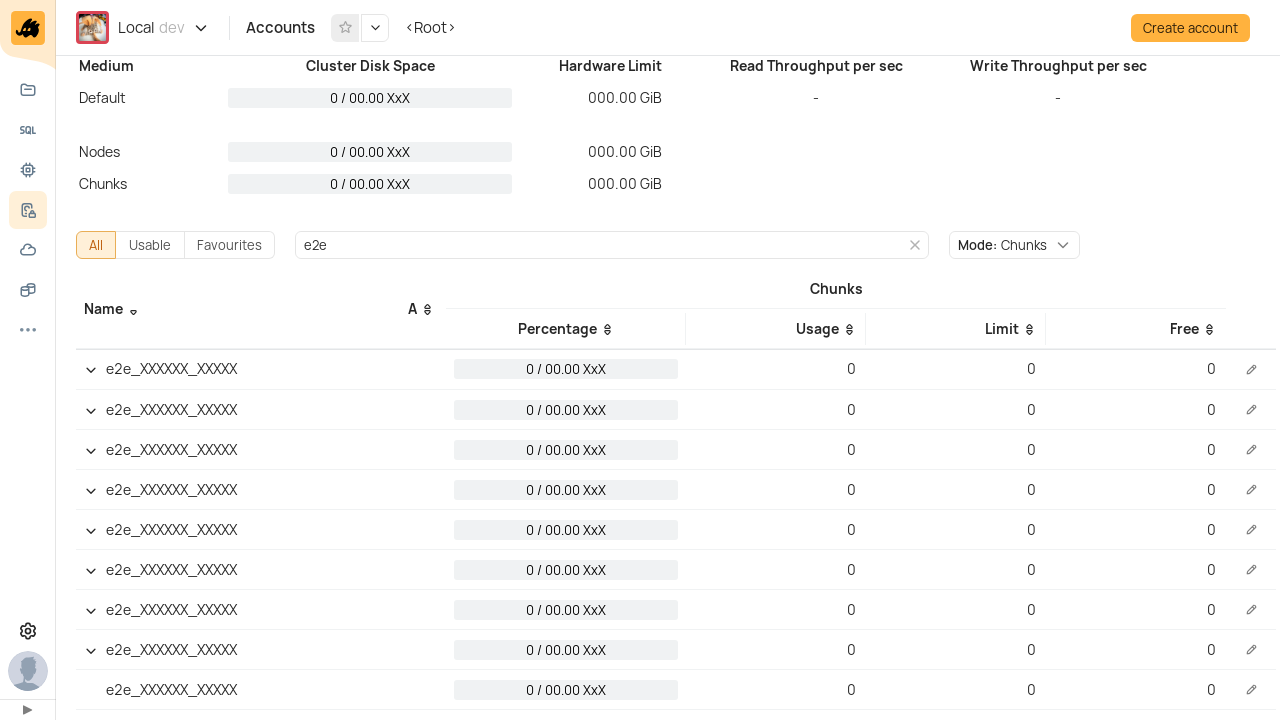 Local dev Accounts <Root> Create account
Medium Cluster Disk Space Hardware Limit Read Throughput per sec Write Throughput per sec
Default 0 / 00.00 XxX 000.00 GiB - -
Nodes 0 / 00.00 XxX 000.00 GiB
Chunks 0 / 00.00 XxX 000.00 GiB
SQL
All Usable Favourites e2e Mode: Chunks
Name A Chunks
Percentage Usage Limit Free
e2e_XXXXXX_XXXXX 0 / 00.00 XxX 0 0 0
e2e_XXXXXX_XXXXX 0 / 00.00 XxX 0 0 0
e2e_XXXXXX_XXXXX 0 / 00.00 XxX 0 0 0
e2e_XXXXXX_XXXXX 0 / 00.00 XxX 0 0 0
e2e_XXXXXX_XXXXX 0 / 00.00 XxX 0 0 0
e2e_XXXXXX_XXXXX 0 / 00.00 XxX 0 0 0
e2e_XXXXXX_XXXXX 0 / 00.00 XxX 0 0 0
e2e_XXXXXX_XXXXX 0 / 00.00 XxX 0 0 0
e2e_XXXXXX_XXXXX 0 / 00.00 XxX 0 0 0